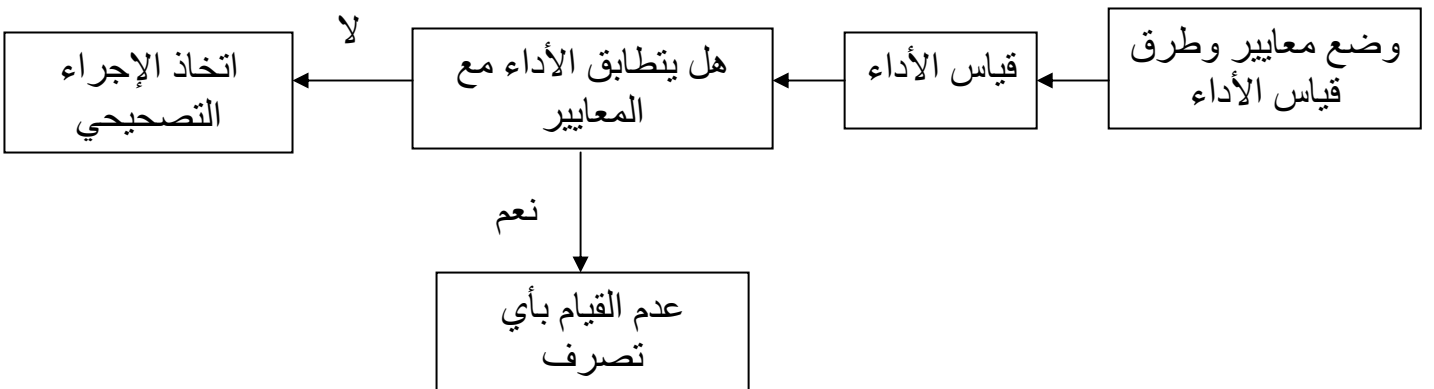 وضع معايير وطرق
قياس الأداء
قياس الأداء
هل يتطابق الأداء مع
المعايير
لا
اتخاذ الإجراء
التصحيحي
نعم
عدم القيام بأي
تصرف